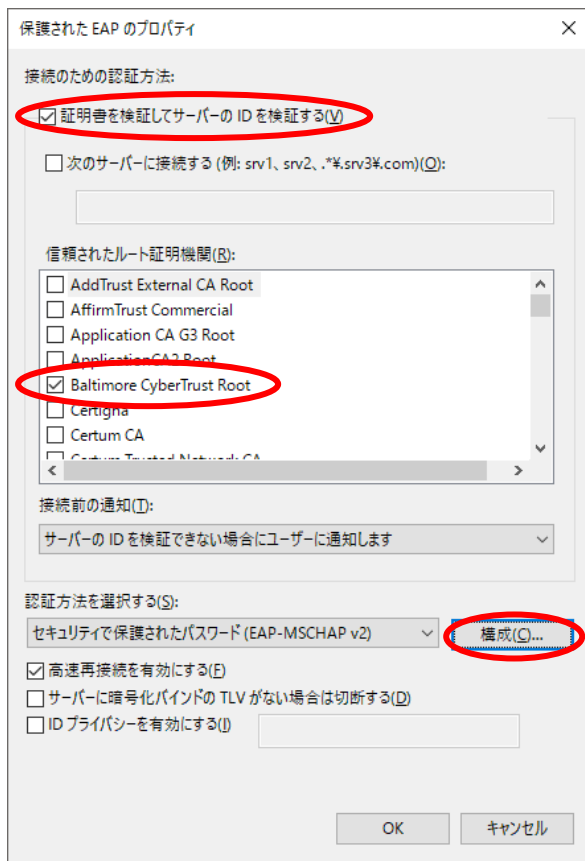 保護された EAP のプロパティ
接続のための認証方法:
証明書を検証してサーバーの ID を検証する(V)
次のサーバーに接続する (例: srv1、srv2、.*¥.srv3¥.com)(O):
信頼されたルート証明機関(R):
AddTrust External CA Root
AffirmTrust Commercial
Application CA G3 Root
ApplicationCA2 Root
Baltimore CyberTrust Root
Certigna
Certum CA
Certum Trusted Network CA
接続前の通知(T):
サーバーの ID を検証できない場合にユーザーに通知します
認証方法を選択する(S):
セキュリティで保護されたパスワード (EAP-MSCHAP v2)
構成(C)...
高速再接続を有効にする(F)
サーバーに暗号化バインドの TLV がない場合は切断する(D)
ID プライバシーを有効にする(I)
OK
キャンセル